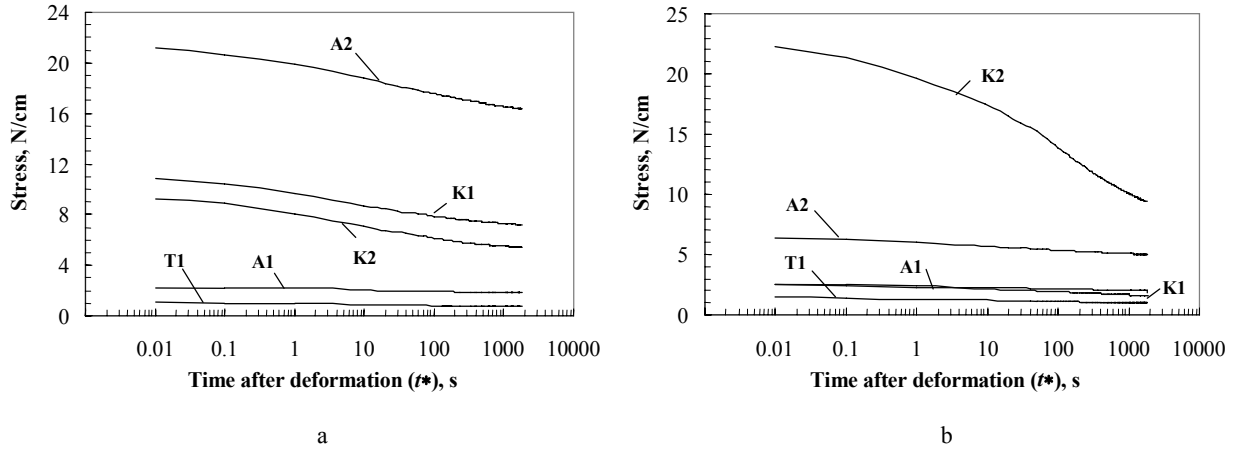 24
20
16
12
8
4
0
Stress, N/cm
A2
K1
K2
T1
A1
0.01 0.1 1 10 100 1000 10000
Time after deformation (t*), s
a
25
20
15
10
5
0
Stress, N/cm
K2
A2
T1
A1
K1
0.01 0.1 1 10 100 1000 10000
Time after deformation (t*), s
b